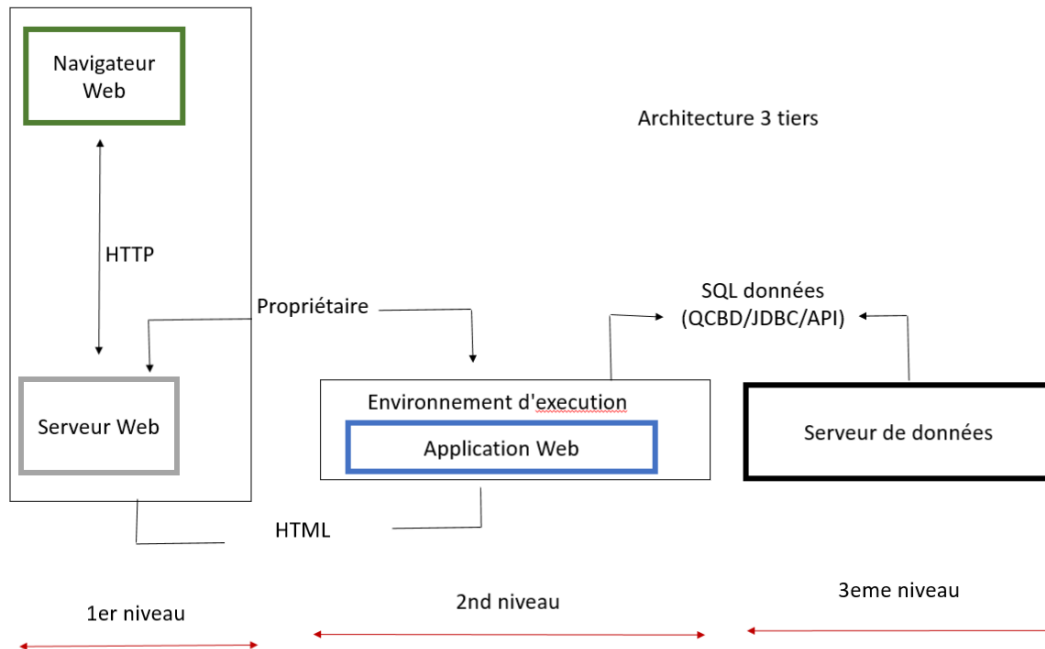 Navigateur
Web
Architecture 3 tiers
HTTP
Propriétaire
SQL données
(QCBD/JDBC/API)
Serveur Web
Environnement d'execution
Application Web
Serveur de données
HTML
1er niveau
2nd niveau
3eme niveau